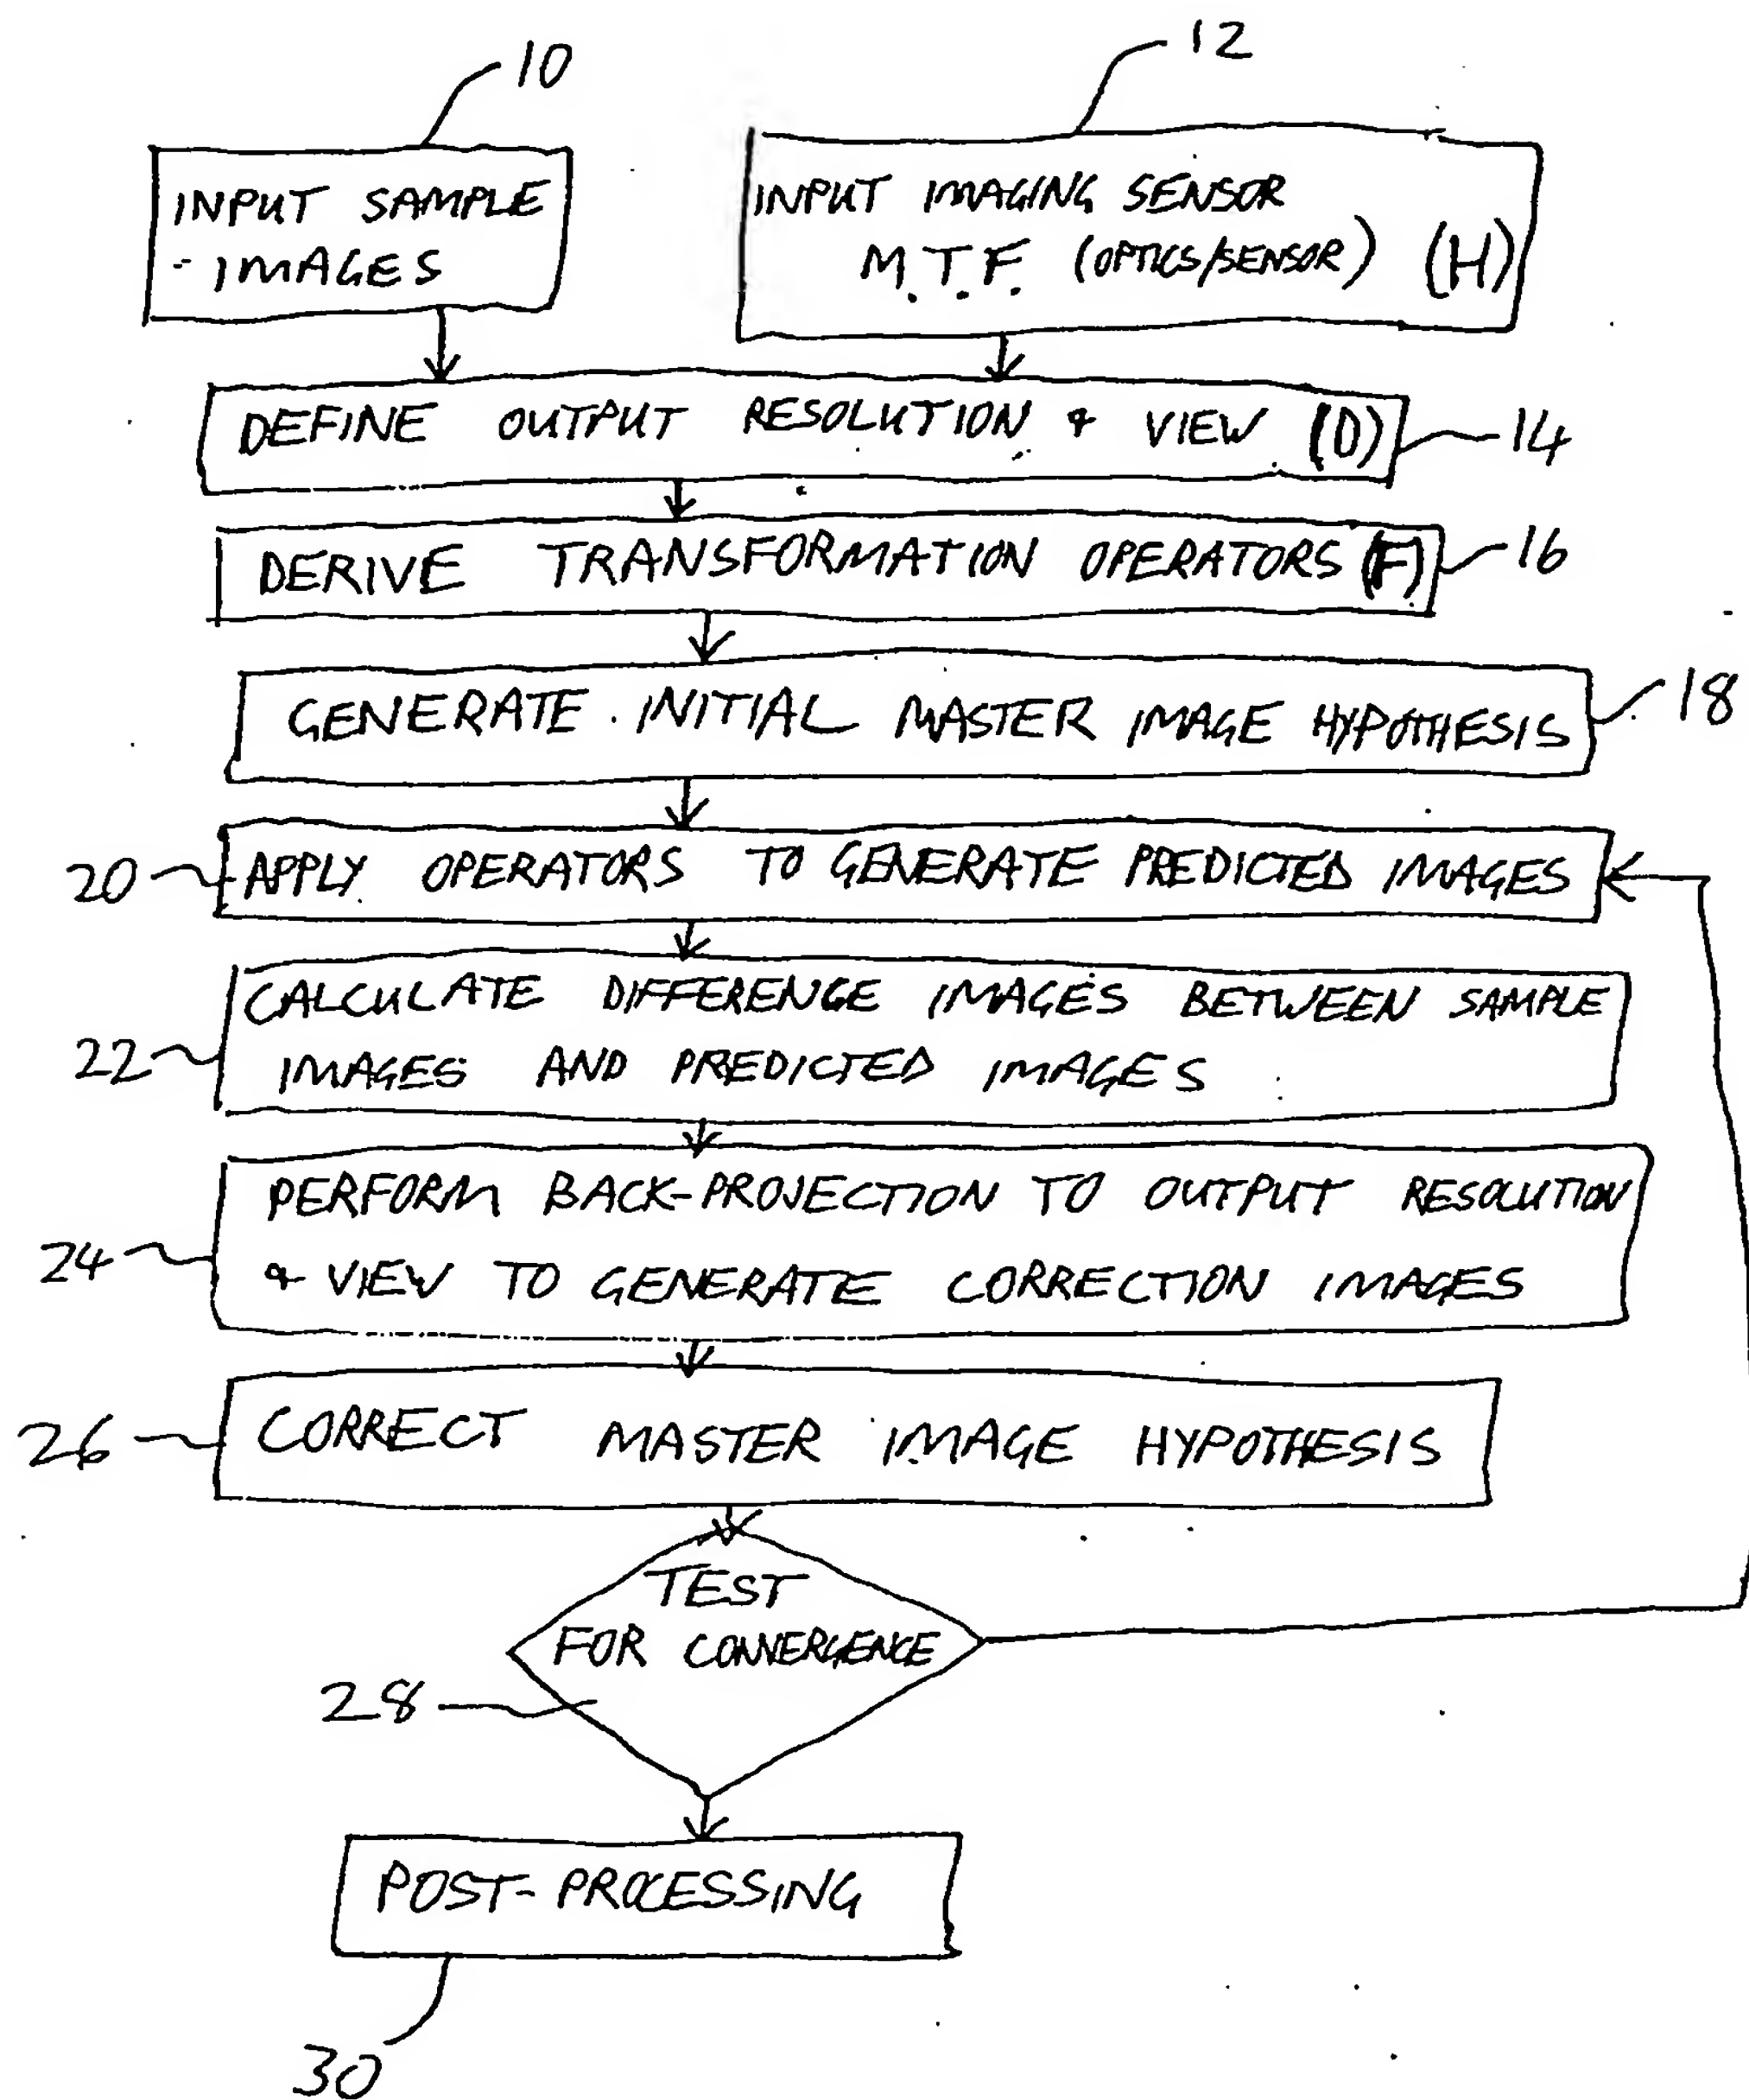 10
12
INPUT SAMPLE
- IMAGES
INPUT IMAGING SENSOR
M.T.F. (OPTICS/SENSOR) (H)
DEFINE OUTPUT RESOLUTION & VIEW (D)
14
DERIVE TRANSFORMATION OPERATORS (F)
16
GENERATE INITIAL MASTER IMAGE HYPOTHESIS
18
20
APPLY OPERATORS TO GENERATE PREDICTED IMAGES
CALCULATE DIFFERENCE IMAGES BETWEEN SAMPLE
22
IMAGES AND PREDICTED IMAGES
PERFORM BACK-PROJECTION TO OUTPUT RESOLUTION
24
& VIEW TO GENERATE CORRECTION IMAGES
26
CORRECT MASTER IMAGE HYPOTHESIS
TEST
FOR CONVERGENCE
28
POST-PROCESSING
30